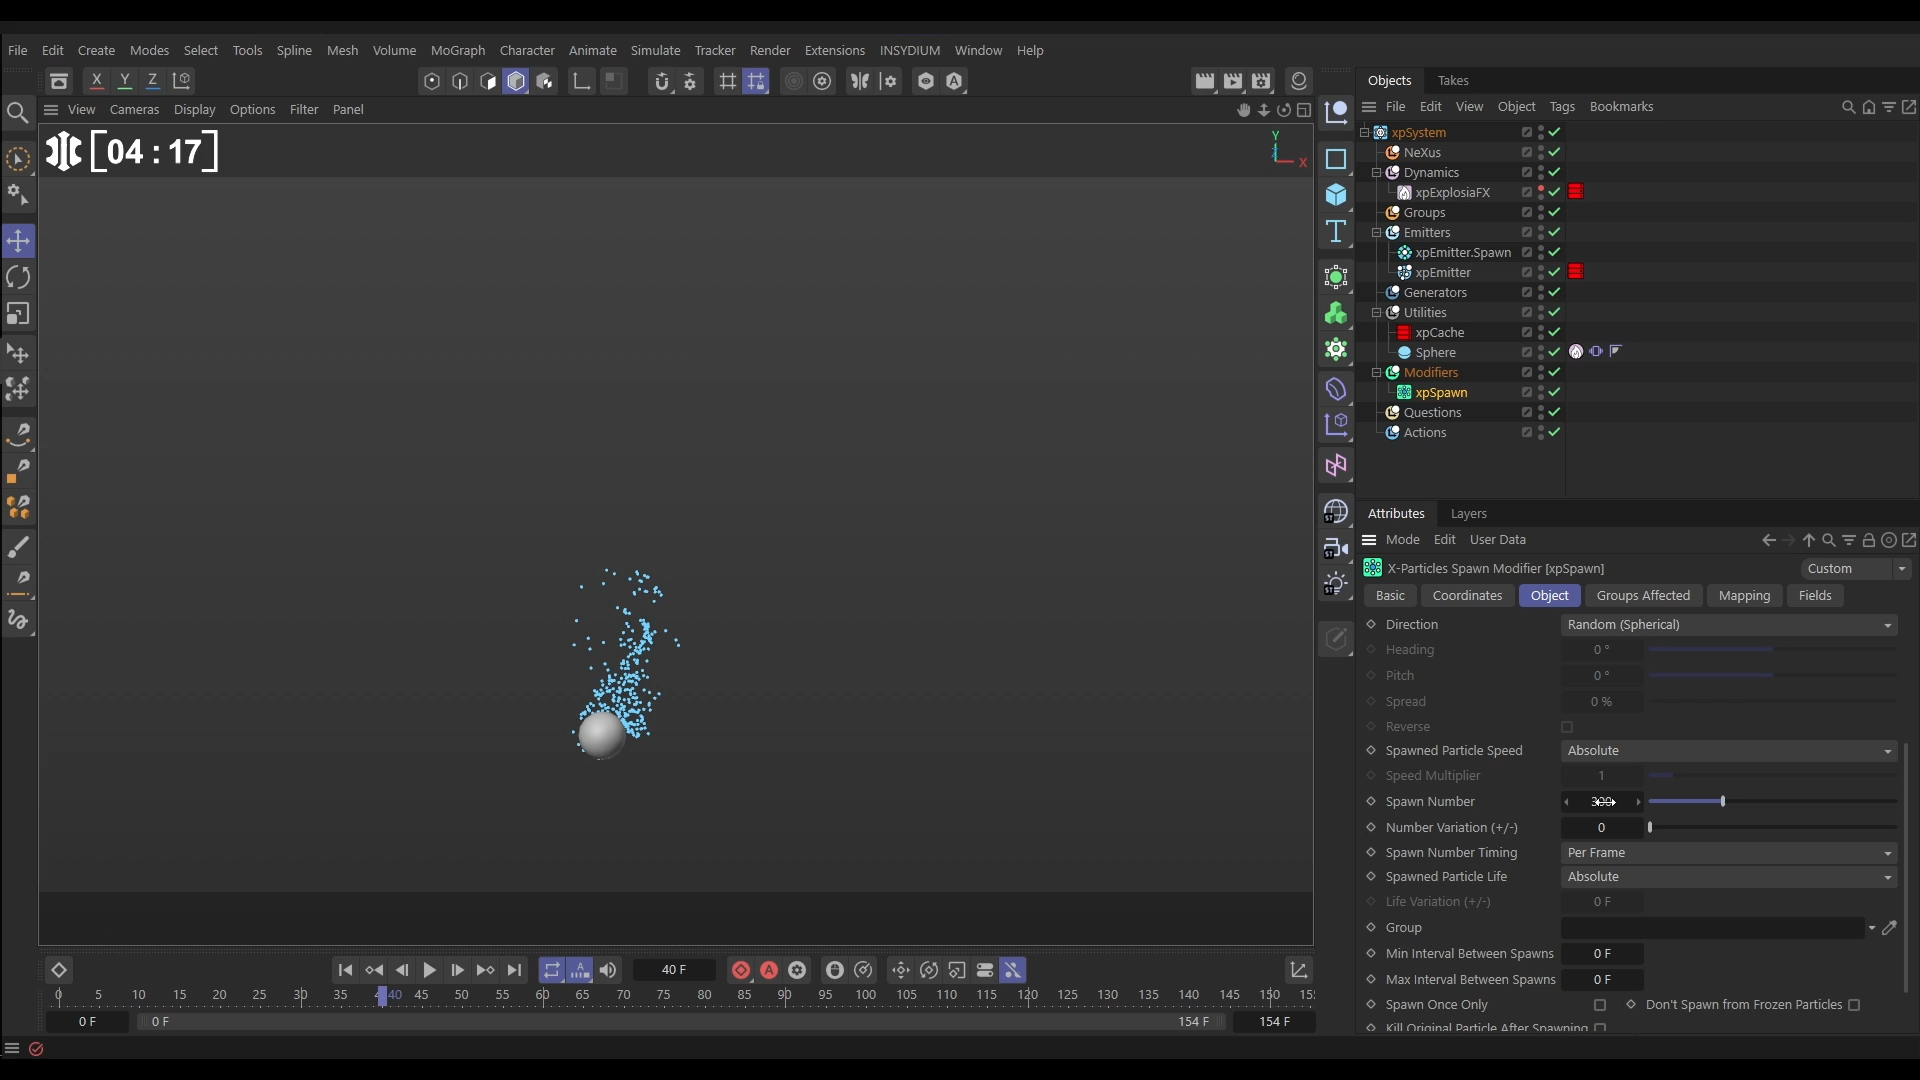 File Edit Create Modes Select Tools Spline Mesh Volume MoGraph Character Animate Simulate Tracker Render Extensions INSYDIUM Window Help
X Y Z
Objects Takes
View Cameras Display Options Filter Panel
File Edit View Object Tags Bookmarks
[04 : 17]
Y
Z
X
xpSystem
NeXus
Dynamics
xpExplosiaFX
Groups
Emitters
xpEmitter.Spawn
xpEmitter
Generators
Utilities
xpCache
Sphere
Modifiers
xpSpawn
Questions
Actions
Attributes Layers
Mode Edit User Data
X-Particles Spawn Modifier [xpSpawn] Custom
Basic Coordinates Object Groups Affected Mapping Fields
Direction Random (Spherical)
Heading 0 °
Pitch 0 °
Spread 0 %
Reverse
Spawned Particle Speed Absolute
Speed Multiplier 1
Spawn Number 300
Number Variation (+/-) 0
Spawn Number Timing Per Frame
Spawned Particle Life Absolute
Life Variation (+/-) 0 F
Group
Min Interval Between Spawns 0 F
Max Interval Between Spawns 0 F
Spawn Once Only Don't Spawn from Frozen Particles
Kill Original Particle After Spawning
40 F
0 5 10 15 20 25 30 35 40 45 50 55 60 65 70 75 80 85 90 95 100 105 110 115 120 125 130 135 140 145 150
0 F 0 F 154 F 154 F